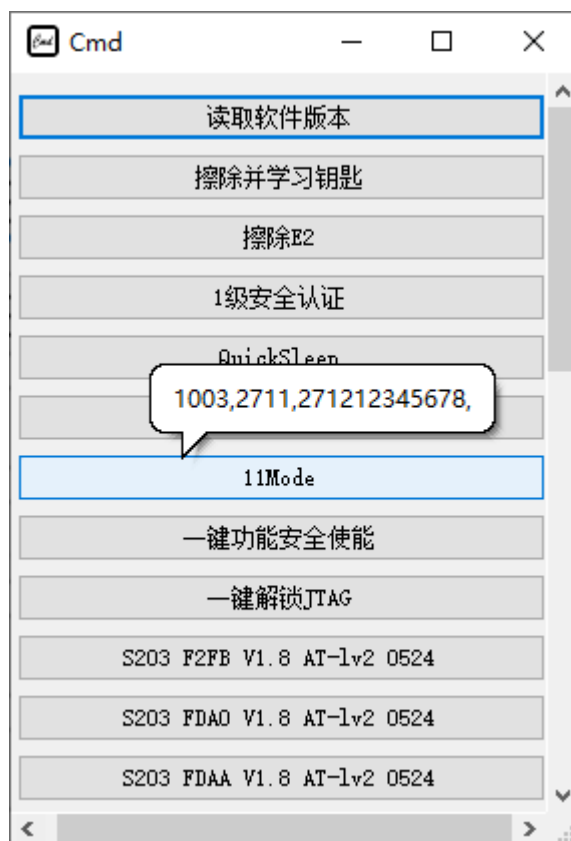 Cmd
读取软件版本
擦除并学习钥匙
擦除E2
1级安全认证
QuickSleep
1003,2711,271212345678,
11Mode
一键功能安全使能
一键解锁JTAG
S203 F2FB V1.8 AT-lv2 0524
S203 FDA0 V1.8 AT-lv2 0524
S203 FDAA V1.8 AT-lv2 0524